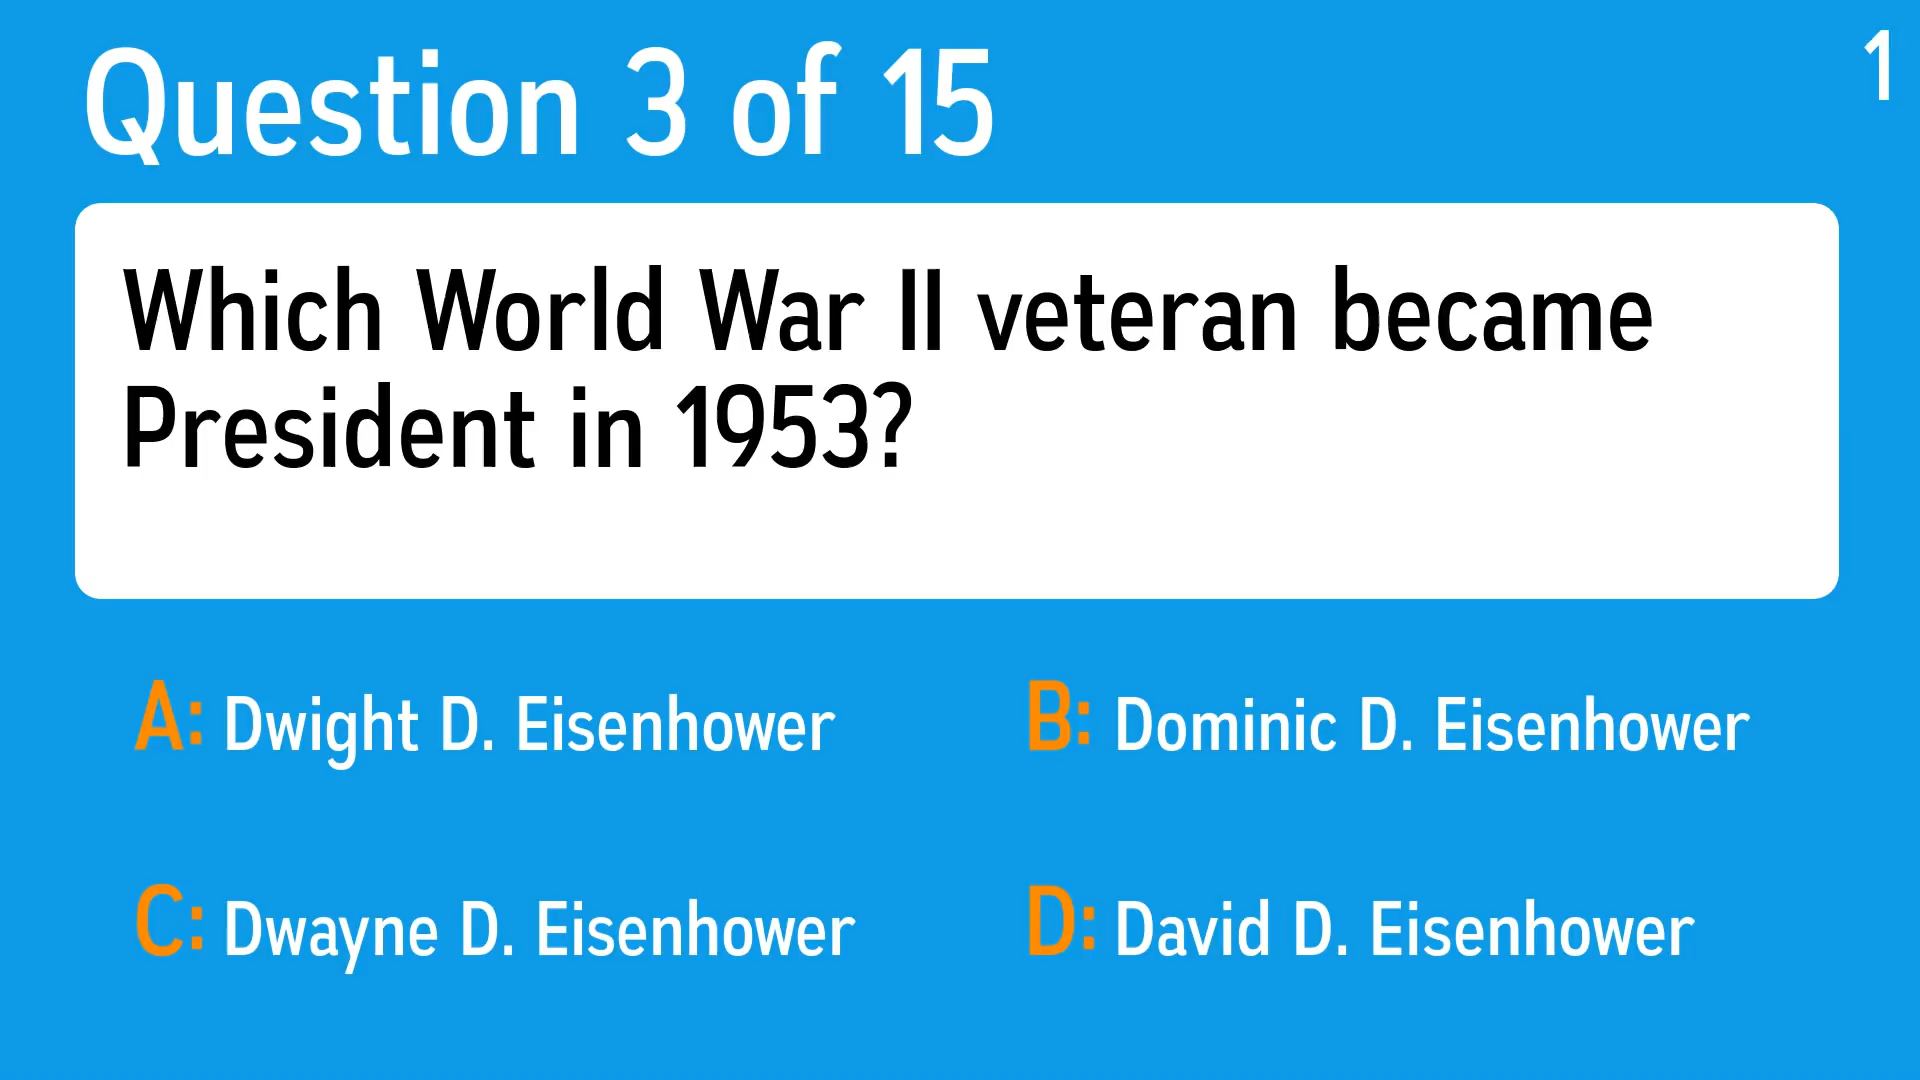 Question 3 of 15
1
Which World War II veteran became
President in 1953?
A: Dwight D. Eisenhower
B: Dominic D. Eisenhower
C: Dwayne D. Eisenhower
D: David D. Eisenhower